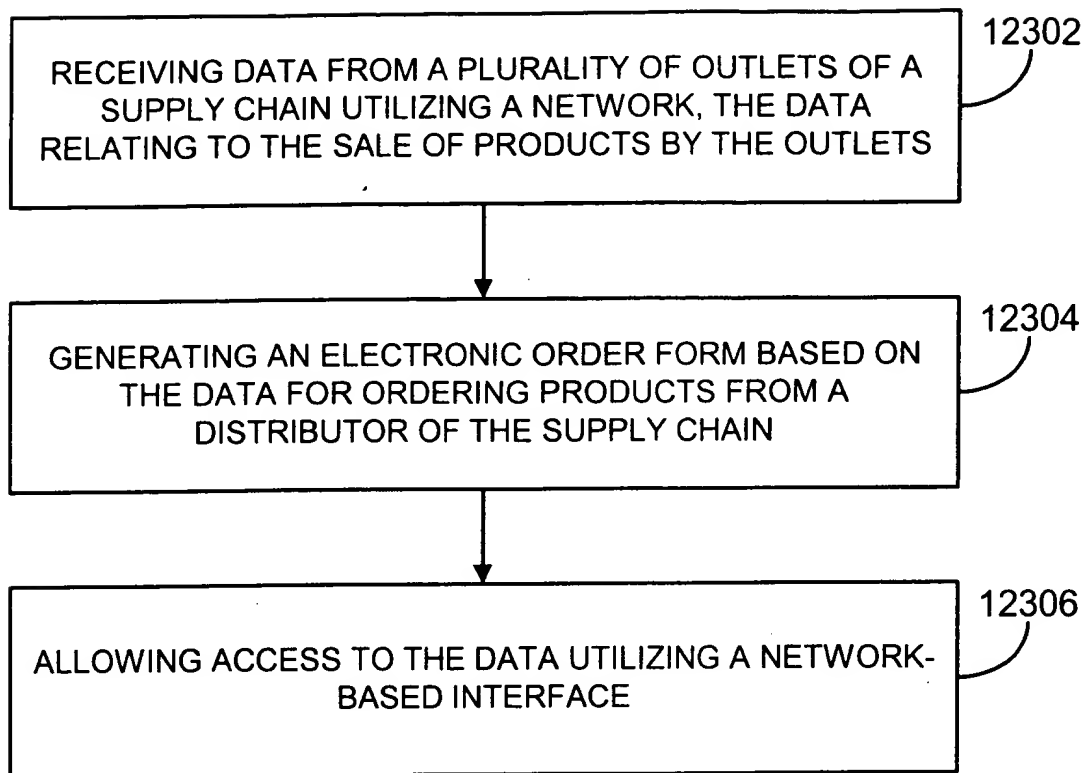 12302
RECEIVING DATA FROM A PLURALITY OF OUTLETS OF A
SUPPLY CHAIN UTILIZING A NETWORK, THE DATA
RELATING TO THE SALE OF PRODUCTS BY THE OUTLETS
12304
GENERATING AN ELECTRONIC ORDER FORM BASED ON
THE DATA FOR ORDERING PRODUCTS FROM A
DISTRIBUTOR OF THE SUPPLY CHAIN
12306
ALLOWING ACCESS TO THE DATA UTILIZING A NETWORK-
BASED INTERFACE